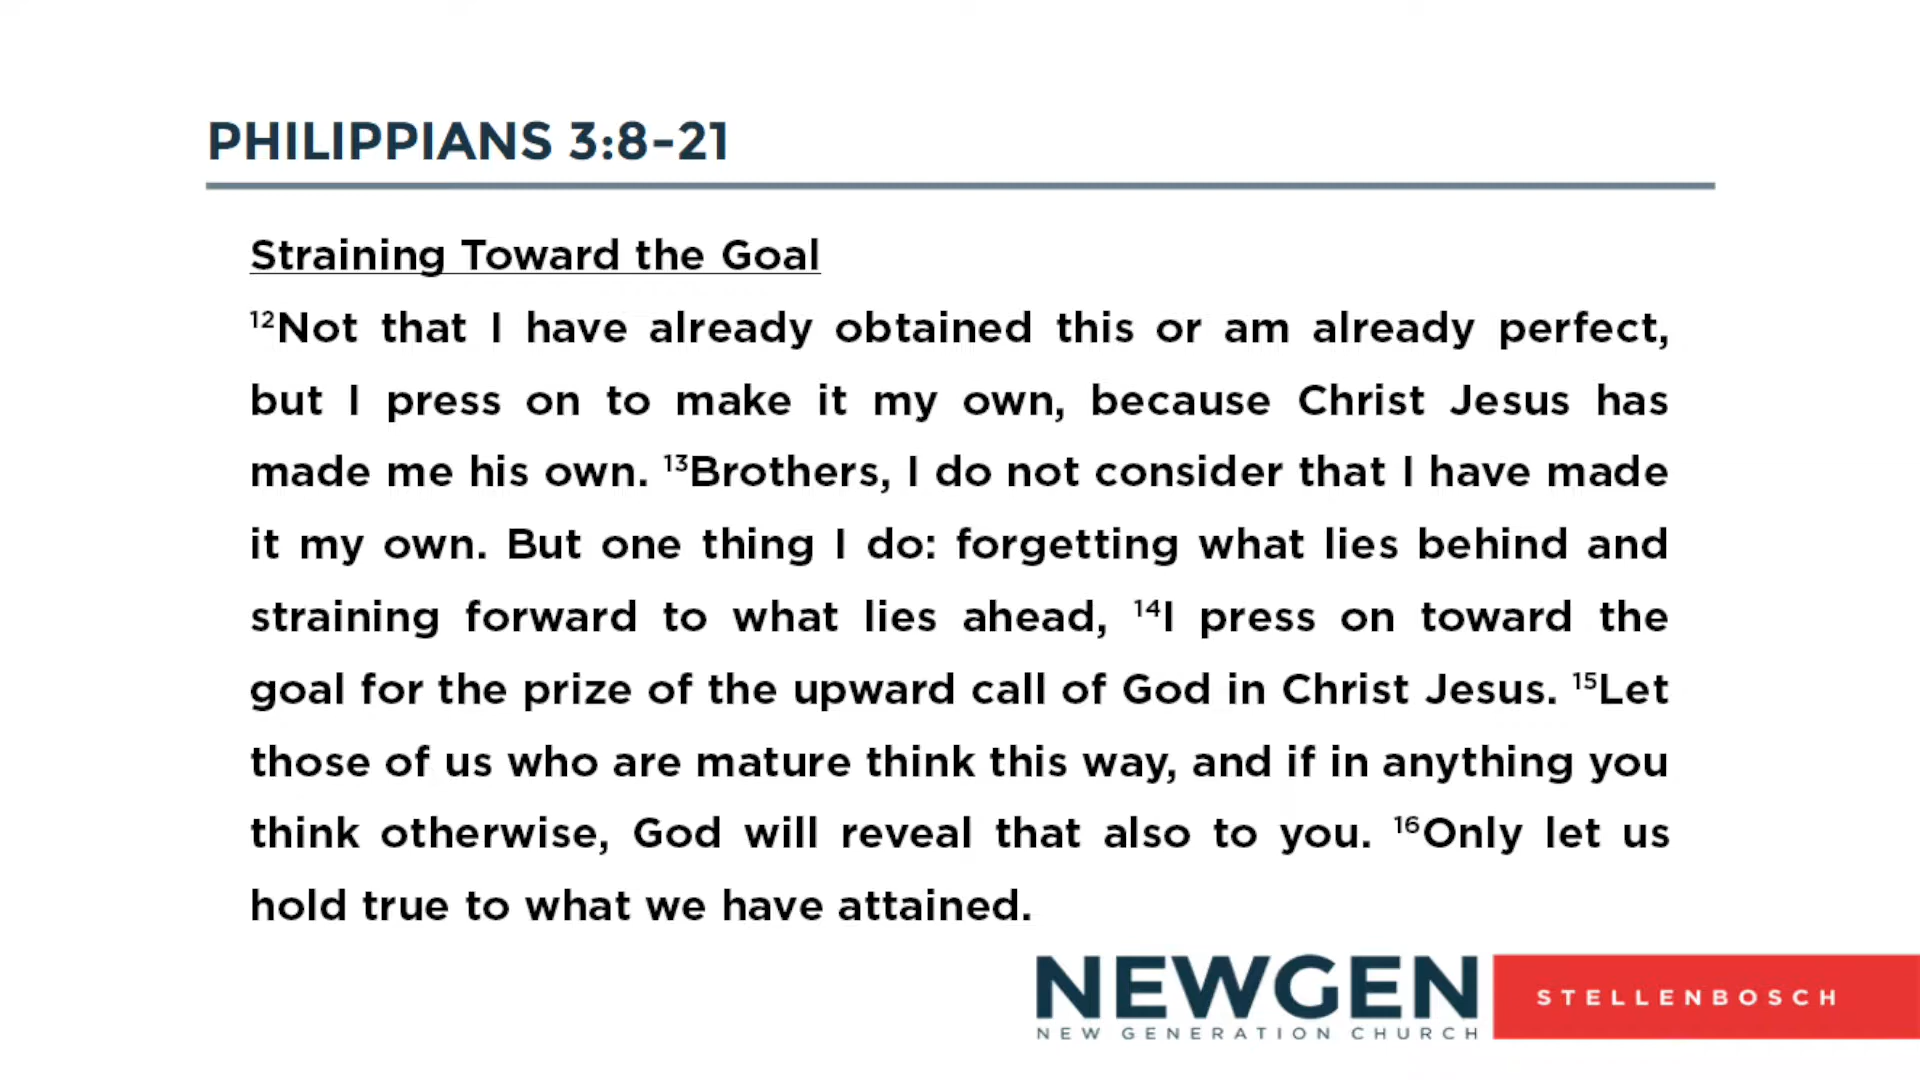 PHILIPPIANS 3:8-21
Straining Toward the Goal
¹²Not that I have already obtained this or am already perfect,
but I press on to make it my own, because Christ Jesus has
made me his own. ¹³Brothers, I do not consider that I have made
it my own. But one thing I do: forgetting what lies behind and
straining forward to what lies ahead, ¹⁴I press on toward the
goal for the prize of the upward call of God in Christ Jesus. ¹⁵Let
those of us who are mature think this way, and if in anything you
think otherwise, God will reveal that also to you. ¹⁶Only let us
hold true to what we have attained.
NEWGEN
NEW GENERATION CHURCH
STELLENBOSCH